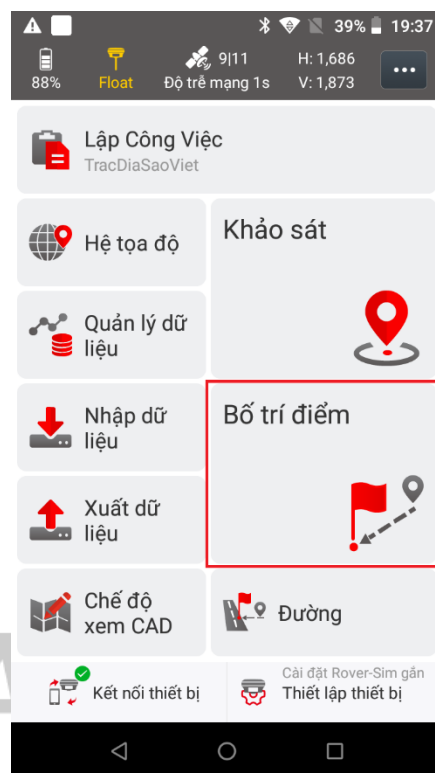 39% 19:37
88% Float Độ trễ mạng 1s 9|11 H: 1,686 V: 1,873
Lập Công Việc
TracDiaSaoViet
Hệ tọa độ
Khảo sát
Quản lý dữ
liệu
Nhập dữ
liệu
Bố trí điểm
Xuất dữ
liệu
Chế độ
xem CAD
Đường
Kết nối thiết bị
Cài đặt Rover-Sim gắn
Thiết lập thiết bị